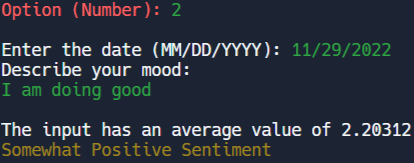 Option (Number): 2
Enter the date (MM/DD/YYYY): 11/29/2022
Describe your mood:
I am doing good
The input has an average value of 2.20312
Somewhat Positive Sentiment